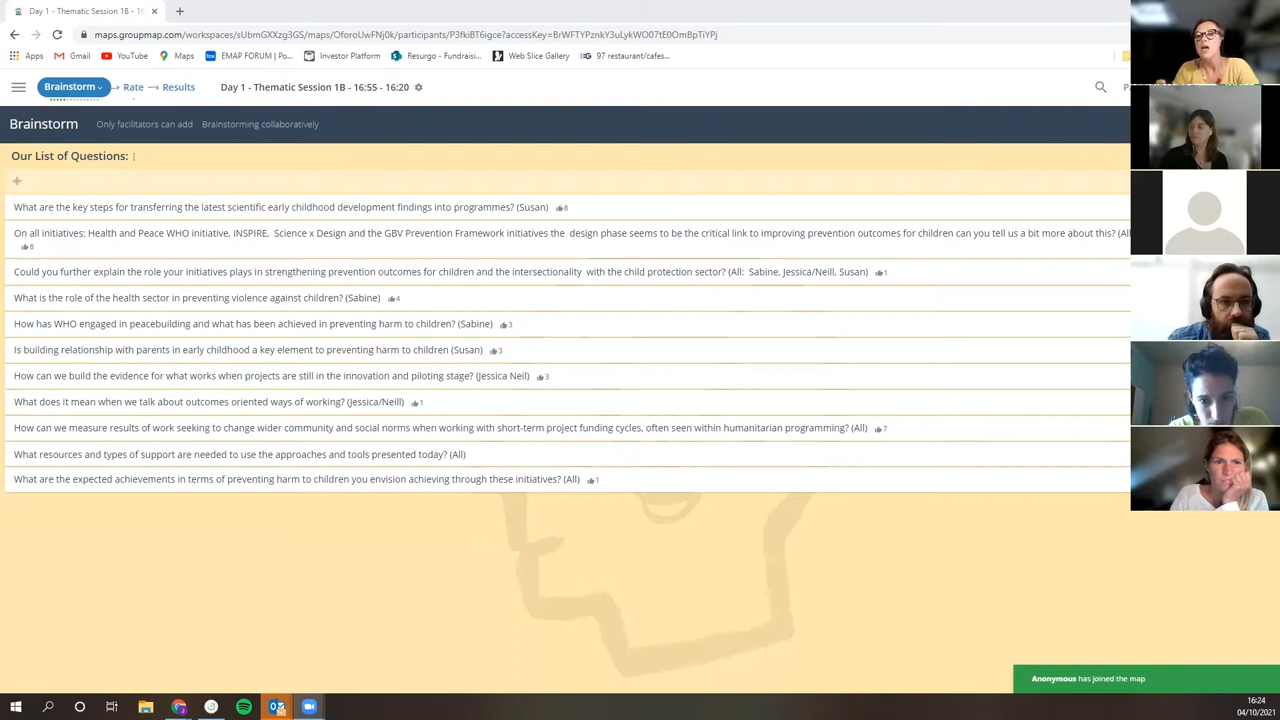 Day 1 - Thematic Session 1B - 16
maps.groupmap.com/workspaces/sUbmGXXzg3GS/maps/OforoUwFNj0k/participants/P3fkiBT6igce?accessKey=BrWFTYPznkY3uLykWO07tE0OmBpTiYPj
Apps Gmail YouTube Maps EMAP FORUM | Po... Investor Platform Resurgo - Fundraisi... Web Slice Gallery 97 restaurant/cafes...
Brainstorm Rate Results Day 1 - Thematic Session 1B - 16:55 - 16:20
Brainstorm Only facilitators can add Brainstorming collaboratively
Our List of Questions:
What are the key steps for transferring the latest scientific early childhood development findings into programmes? (Susan) 8
On all initiatives: Health and Peace WHO initiative, INSPIRE, Science x Design and the GBV Prevention Framework initiatives the design phase seems to be the critical link to improving prevention outcomes for children can you tell us a bit more about this? (All
8
Could you further explain the role your initiatives plays in strengthening prevention outcomes for children and the intersectionality with the child protection sector? (All: Sabine, Jessica/Neill, Susan) 1
What is the role of the health sector in preventing violence against children? (Sabine) 4
How has WHO engaged in peacebuilding and what has been achieved in preventing harm to children? (Sabine) 3
Is building relationship with parents in early childhood a key element to preventing harm to children (Susan) 3
How can we build the evidence for what works when projects are still in the innovation and piloting stage? (Jessica Neil) 3
What does it mean when we talk about outcomes oriented ways of working? (Jessica/Neill) 1
How can we measure results of work seeking to change wider community and social norms when working with short-term project funding cycles, often seen within humanitarian programming? (All) 7
What resources and types of support are needed to use the approaches and tools presented today? (All)
What are the expected achievements in terms of preventing harm to children you envision achieving through these initiatives? (All) 1
Anonymous has joined the map
16:24
04/10/2021